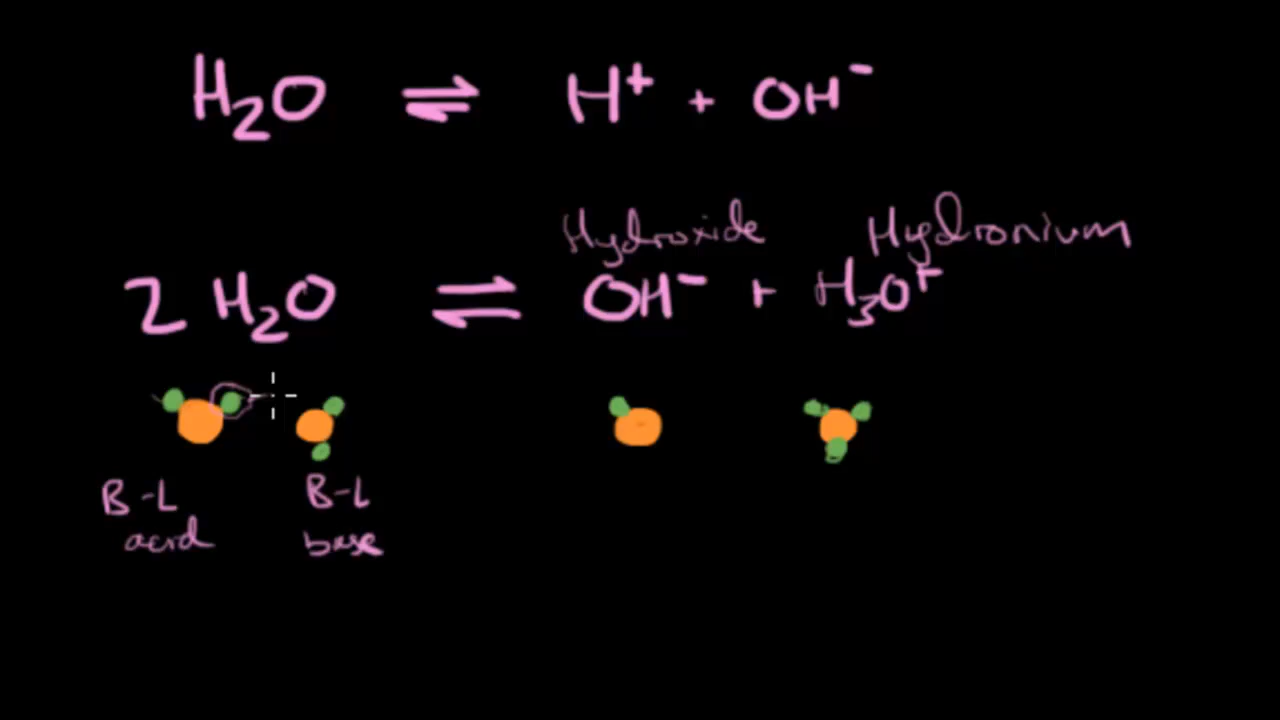 H₂O ⇌ H⁺ + OH⁻
Hydroxide Hydronium
2 H₂O ⇌ OH⁻ + H₃O⁺
B-L B-L
acid base